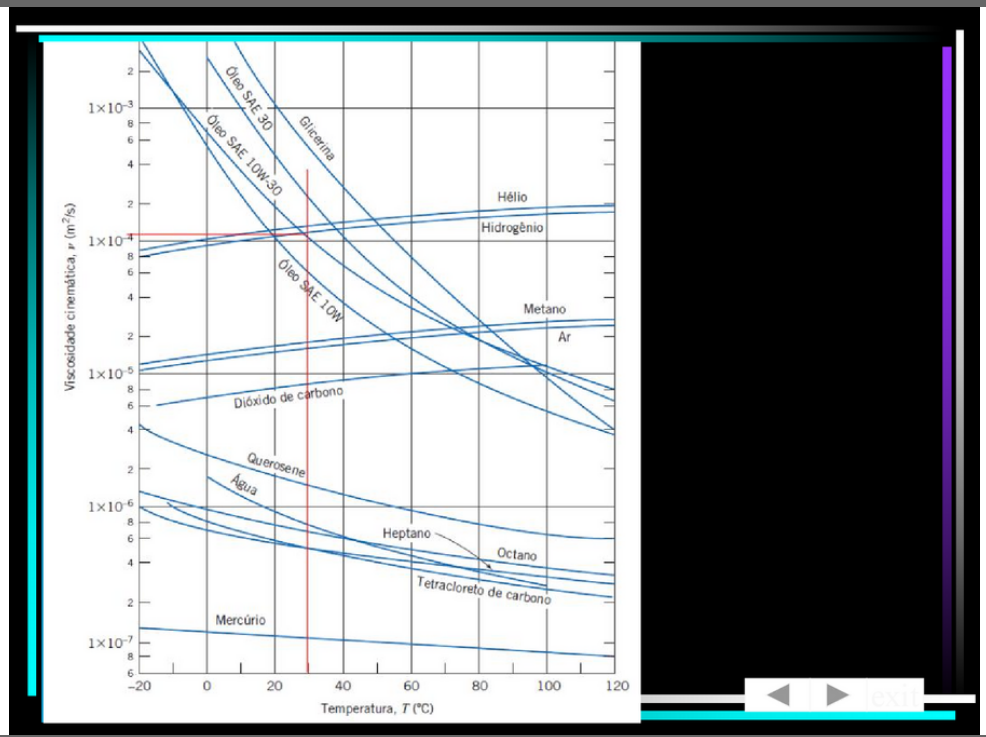 2
1×10⁻³
8
6
4
2
1×10⁻⁴
8
6
4
2
1×10⁻⁵
8
6
4
2
1×10⁻⁶
8
6
4
2
1×10⁻⁷
8
6
Viscosidade cinemática, ν (m²/s)
Óleo SAE 30
Glicerina
Óleo SAE 10W-30
Hélio
Hidrogênio
Óleo SAE 10W
Metano
Ar
Dióxido de carbono
Querosene
Água
Heptano
Octano
Tetracloreto de carbono
Mercúrio
−20 0 20 40 60 80 100 120
Temperatura, T (°C)
exit